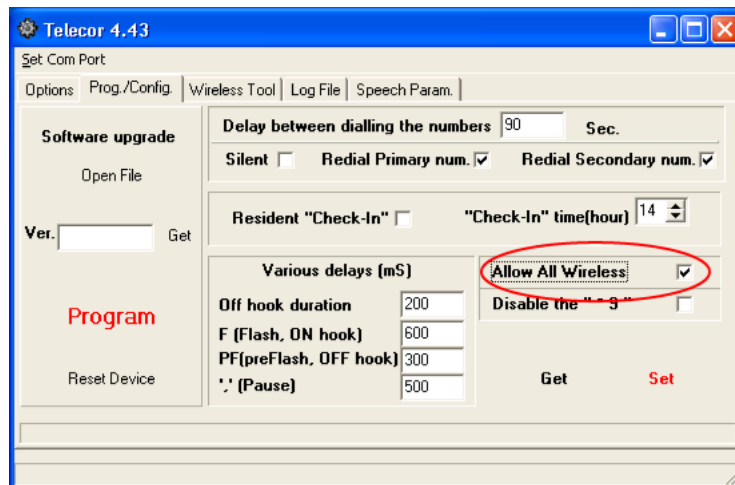 Telecor 4.43
Set Com Port
Options Prog./Config. Wireless Tool Log File Speech Param.
Software upgrade
Open File
Ver. Get
Program
Reset Device
Delay between dialling the numbers 90 Sec.
Silent Redial Primary num. Redial Secondary num.
Resident "Check-In" "Check-In" time(hour) 14
Various delays (mS)
Off hook duration 200
F (Flash, ON hook) 600
PF(preFlash, OFF hook) 300
',' (Pause) 500
Allow All Wireless
Disable the "
Get Set